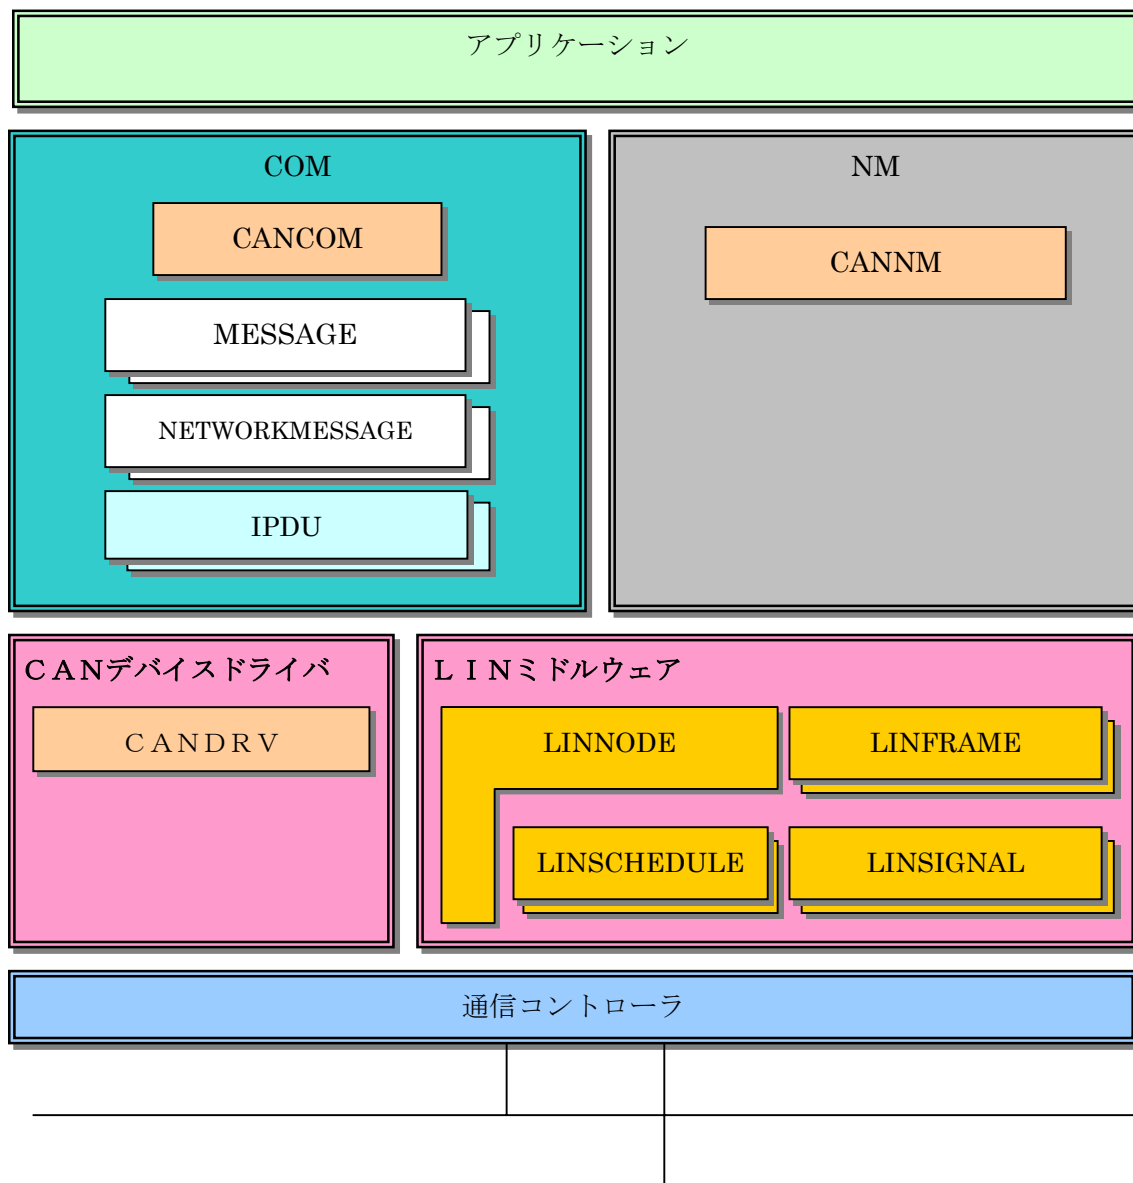 アプリケーション
COM
NM
CANCOM
CANNM
MESSAGE
NETWORKMESSAGE
IPDU
ＣＡＮデバイスドライバ
ＬＩＮミドルウェア
ＣＡＮＤＲＶ
LINNODE
LINFRAME
LINSCHEDULE
LINSIGNAL
通信コントローラ